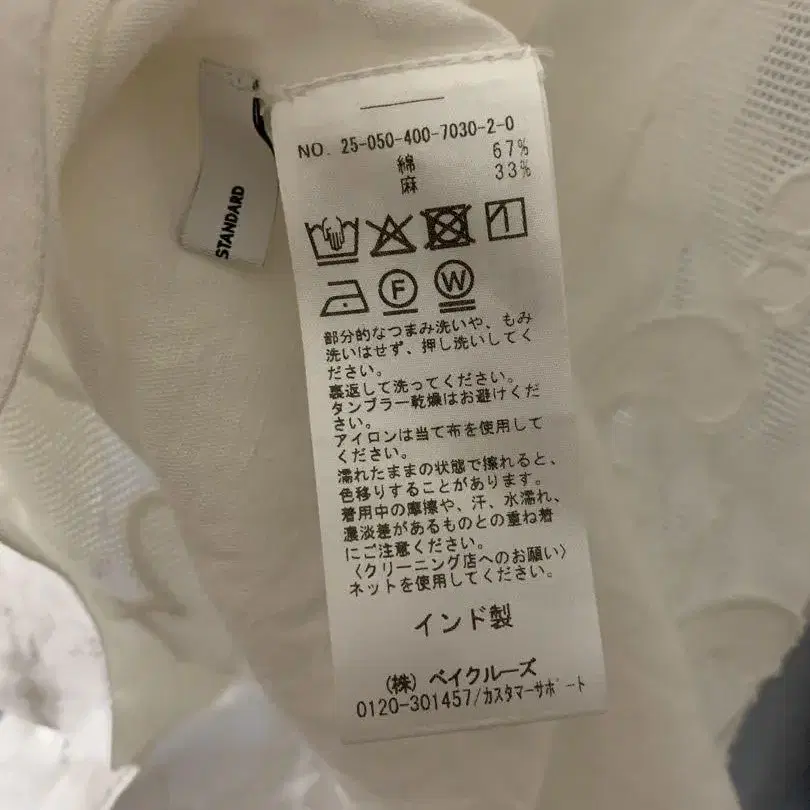 STANDARD
NO. 25-050-400-7030-2-0
綿 67%
麻 33%
F W
部分的なつまみ洗いや、もみ
洗いはせず、押し洗いしてく
ださい。
裏返して洗ってください。
タンブラー乾燥はお避けくだ
さい。
アイロンは当て布を使用して
ください。
濡れたままの状態で擦れると、
色移りすることがあります。
着用中の摩擦や、汗、水濡れ、
濃淡差があるものとの重ね着
にご注意ください。
〈クリーニング店へのお願い〉
ネットを使用してください。
インド製
(株) ベイクルーズ
0120-301457/カスタマーサポート